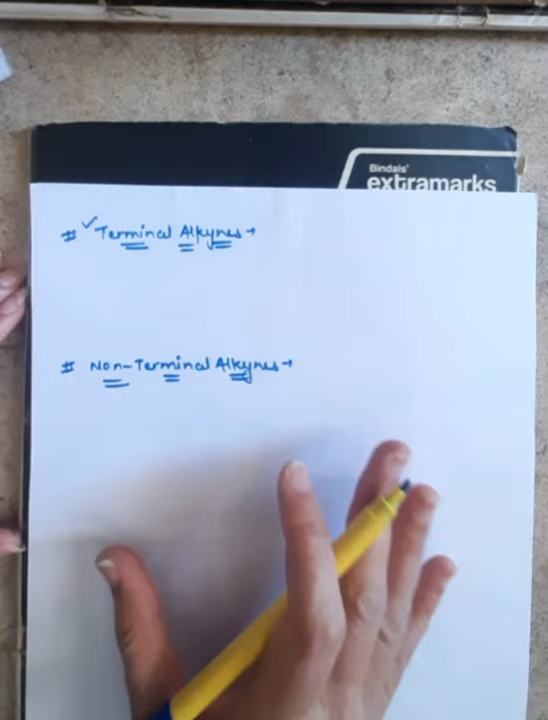 Bindals'
extramarks
# ✓ Terminal Alkynes →
# Non-Terminal Alkynes →